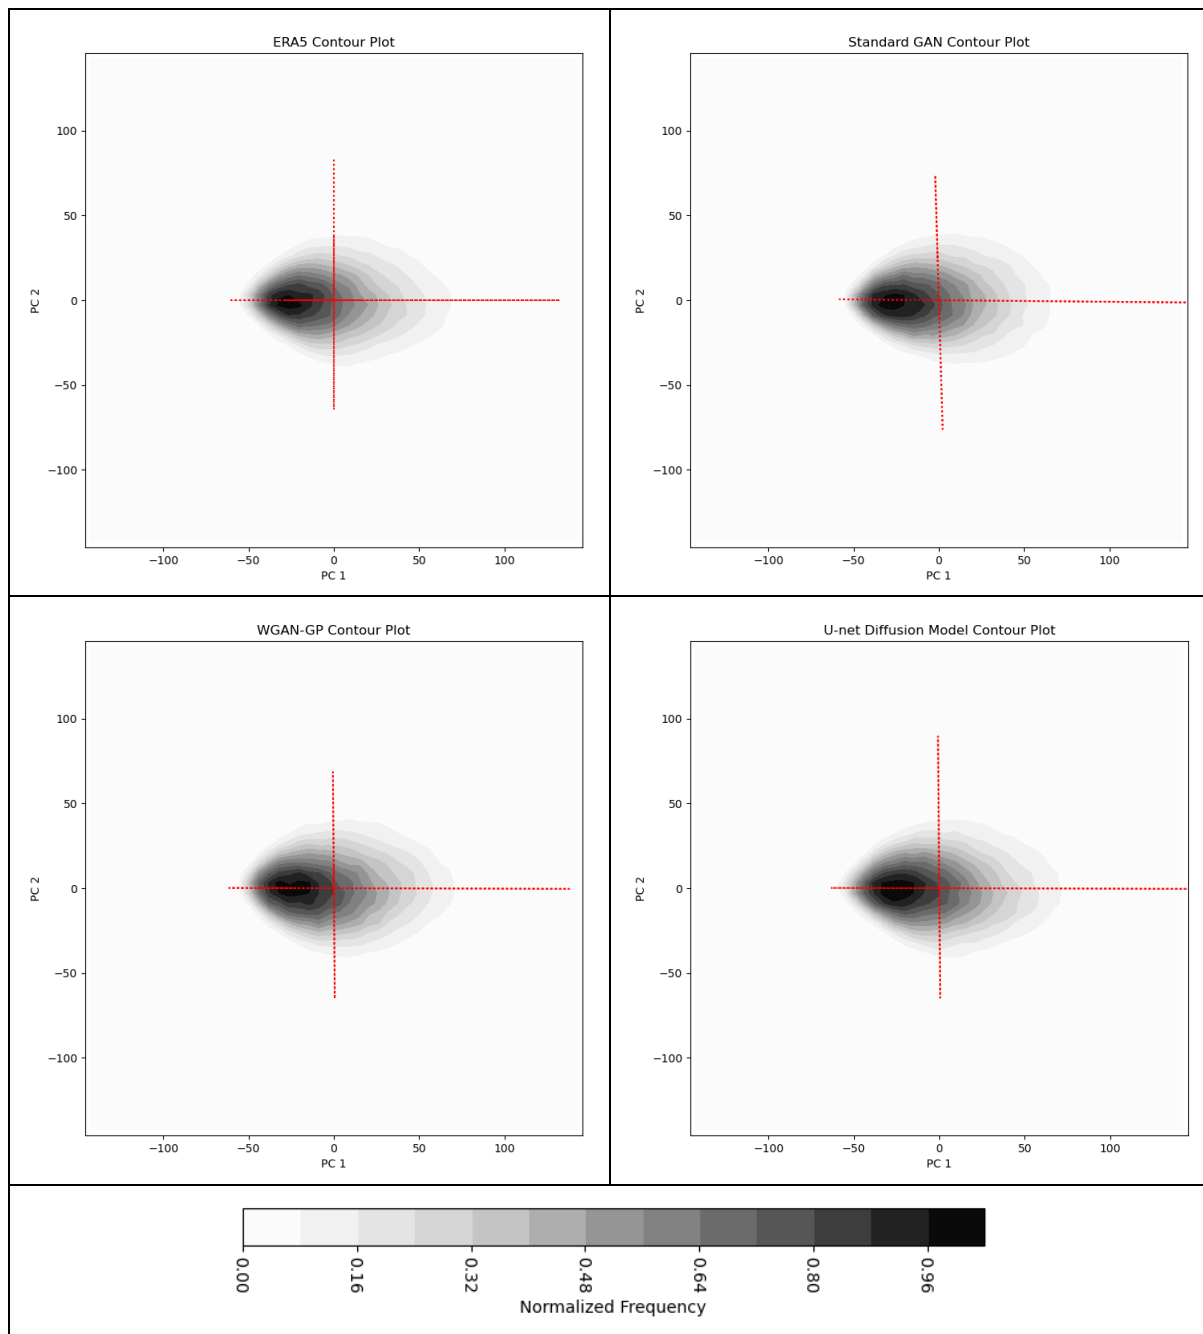 ERA5 Contour Plot
100
50
0
−50
−100
PC 2
−100 −50 0 50 100
PC 1
Standard GAN Contour Plot
100
50
0
−50
−100
PC 2
−100 −50 0 50 100
PC 1
WGAN-GP Contour Plot
100
50
0
−50
−100
PC 2
−100 −50 0 50 100
PC 1
U-net Diffusion Model Contour Plot
100
50
0
−50
−100
PC 2
−100 −50 0 50 100
PC 1
0.00 0.16 0.32 0.48 0.64 0.80 0.96
Normalized Frequency